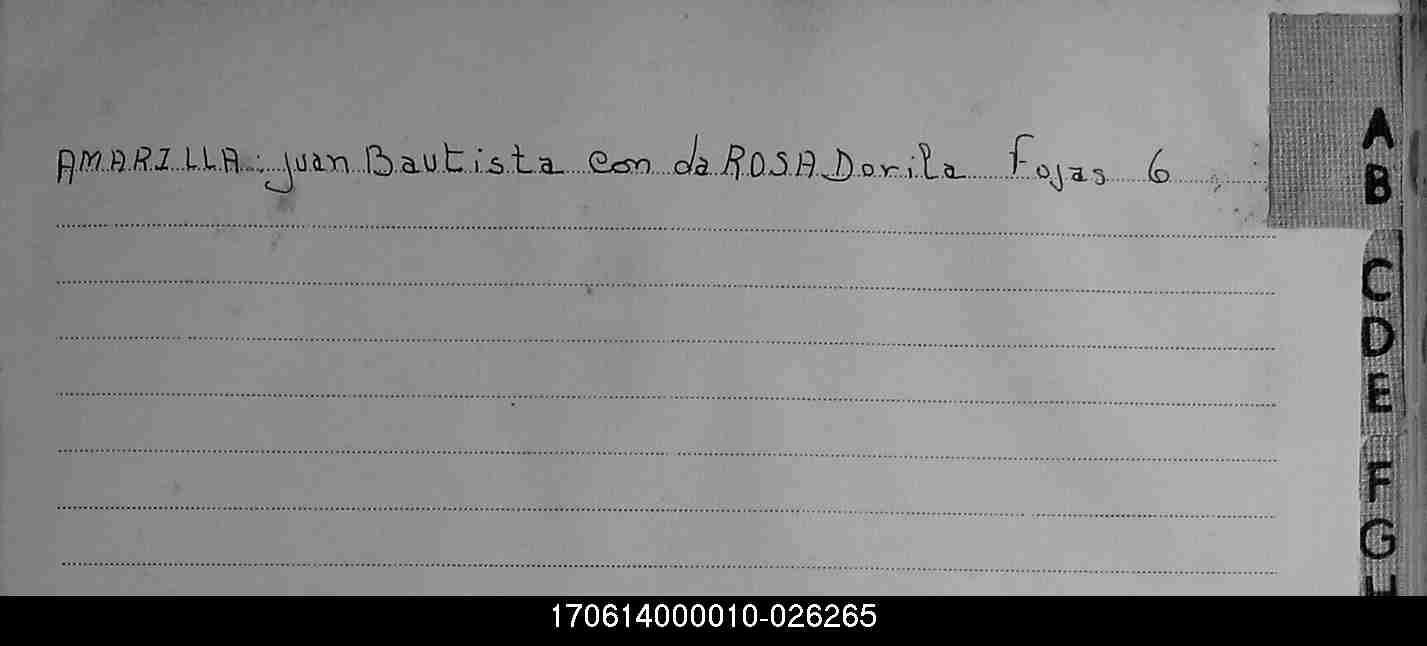 AMARILLA: Juan Bautista con da ROSA Dorila Fojas 6
A
B
C
D
E
F
G
H
170614000010-026265